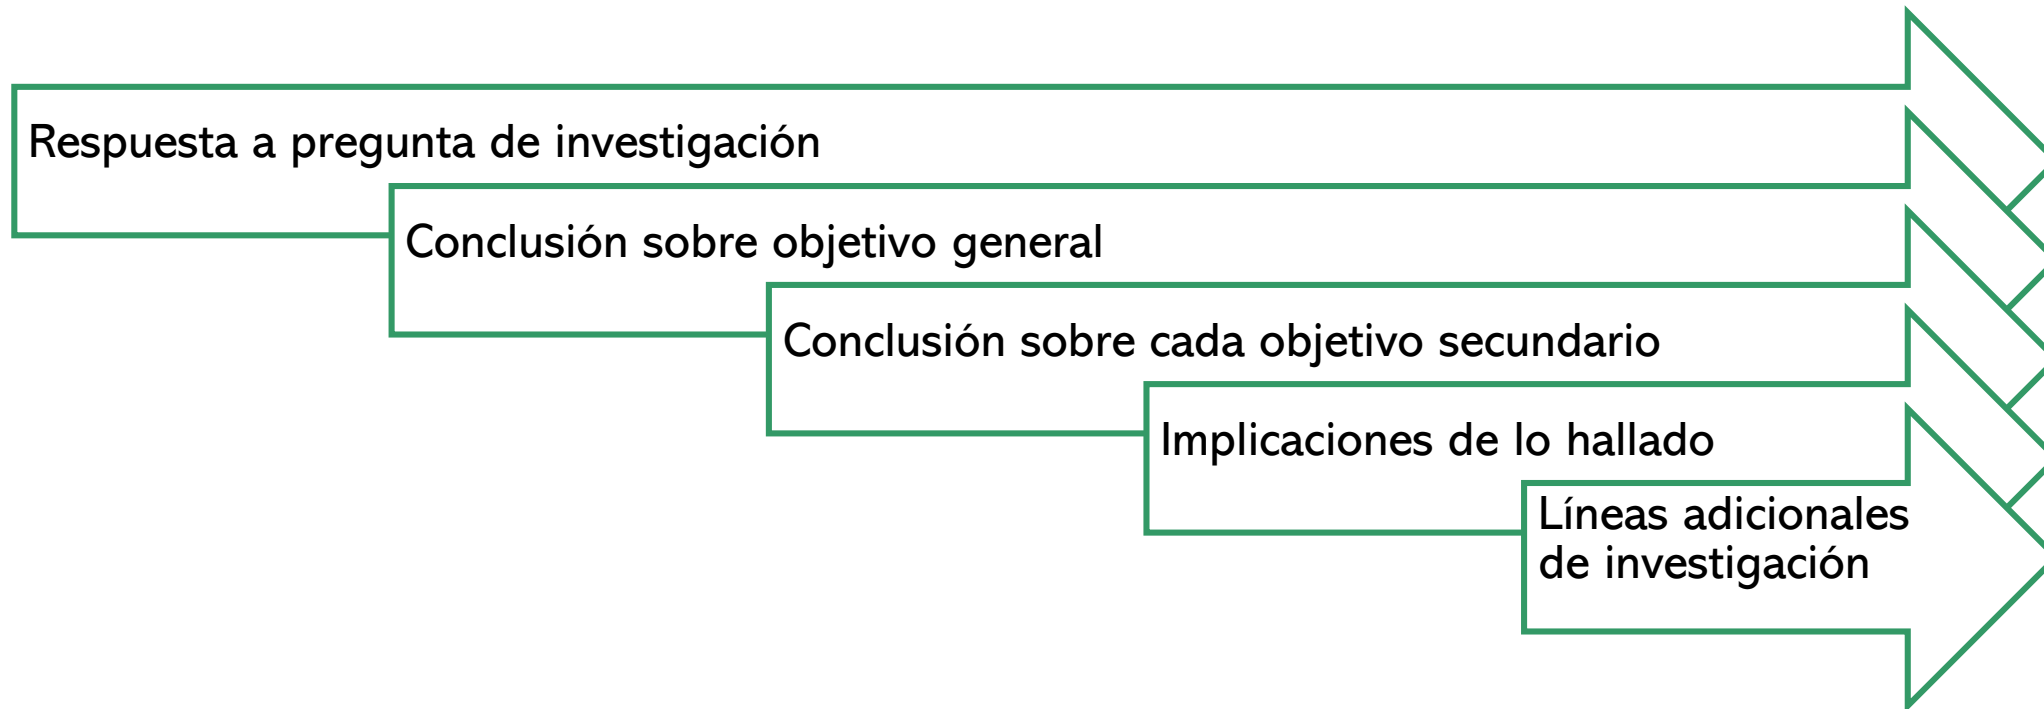 Respuesta a pregunta de investigación
Conclusión sobre objetivo general
Conclusión sobre cada objetivo secundario
Implicaciones de lo hallado
Líneas adicionales
de investigación